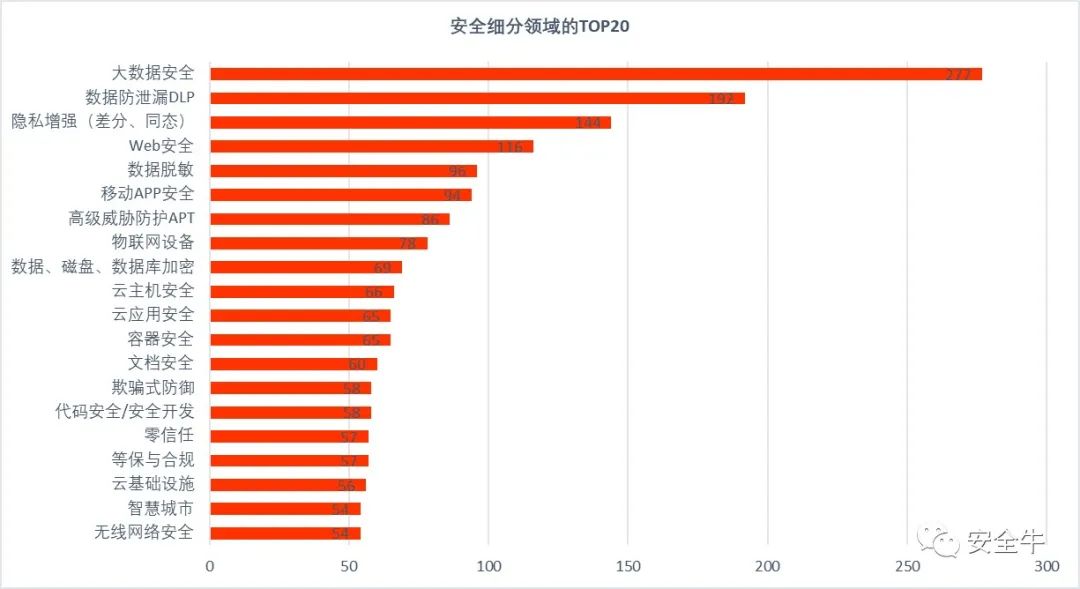 安全细分领域的TOP20
大数据安全 277
数据防泄漏DLP 192
隐私增强（差分、同态） 144
Web安全 116
数据脱敏 96
移动APP安全 94
高级威胁防护APT 86
物联网设备 78
数据、磁盘、数据库加密 69
云主机安全 66
云应用安全 65
容器安全 65
文档安全 60
欺骗式防御 58
代码安全/安全开发 58
零信任 57
等保与合规 57
云基础设施 56
智慧城市 54
无线网络安全 54
0 50 100 150 200 250 300
安全牛